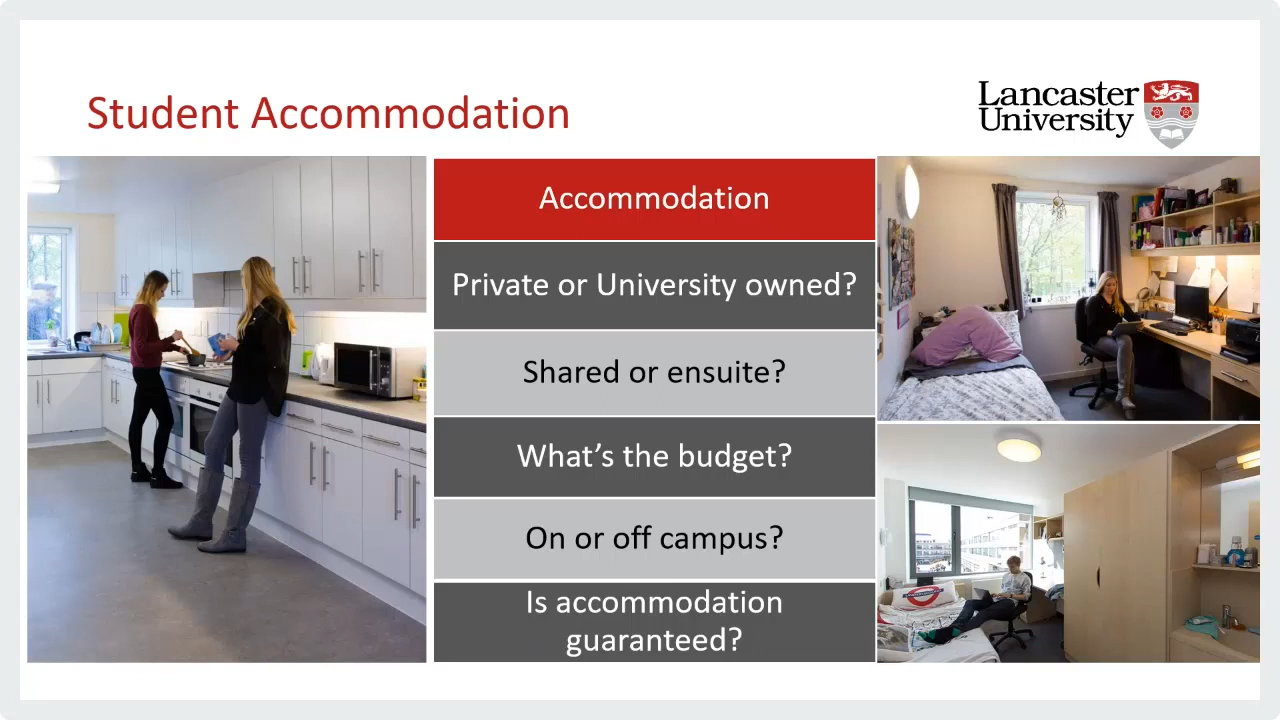 Student Accommodation
Lancaster
University
Accommodation
Private or University owned?
Shared or ensuite?
What's the budget?
On or off campus?
Is accommodation
guaranteed?